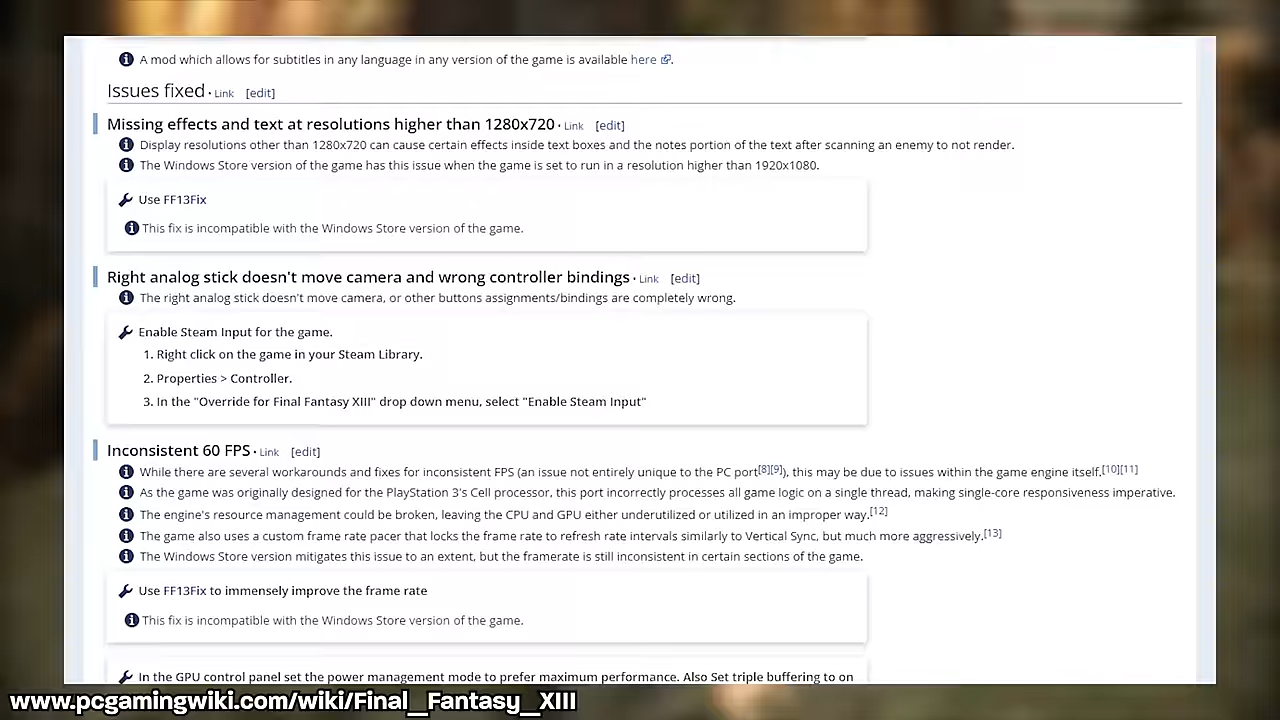 A mod which allows for subtitles in any language in any version of the game is available here.
Issues fixed · Link [edit]
Missing effects and text at resolutions higher than 1280x720 · Link [edit]
Display resolutions other than 1280x720 can cause certain effects inside text boxes and the notes portion of the text after scanning an enemy to not render.
The Windows Store version of the game has this issue when the game is set to run in a resolution higher than 1920x1080.
Use FF13Fix
This fix is incompatible with the Windows Store version of the game.
Right analog stick doesn't move camera and wrong controller bindings · Link [edit]
The right analog stick doesn't move camera, or other buttons assignments/bindings are completely wrong.
Enable Steam Input for the game.
1. Right click on the game in your Steam Library.
2. Properties > Controller.
3. In the "Override for Final Fantasy XIII" drop down menu, select "Enable Steam Input"
Inconsistent 60 FPS · Link [edit]
While there are several workarounds and fixes for inconsistent FPS (an issue not entirely unique to the PC port[8][9]), this may be due to issues within the game engine itself.[10][11]
As the game was originally designed for the PlayStation 3's Cell processor, this port incorrectly processes all game logic on a single thread, making single-core responsiveness imperative.
The engine's resource management could be broken, leaving the CPU and GPU either underutilized or utilized in an improper way.[12]
The game also uses a custom frame rate pacer that locks the frame rate to refresh rate intervals similarly to Vertical Sync, but much more aggressively.[13]
The Windows Store version mitigates this issue to an extent, but the framerate is still inconsistent in certain sections of the game.
Use FF13Fix to immensely improve the frame rate
This fix is incompatible with the Windows Store version of the game.
In the GPU control panel set the power management mode to prefer maximum performance. Also Set triple buffering to on
www.pcgamingwiki.com/wiki/Final_Fantasy_XIII